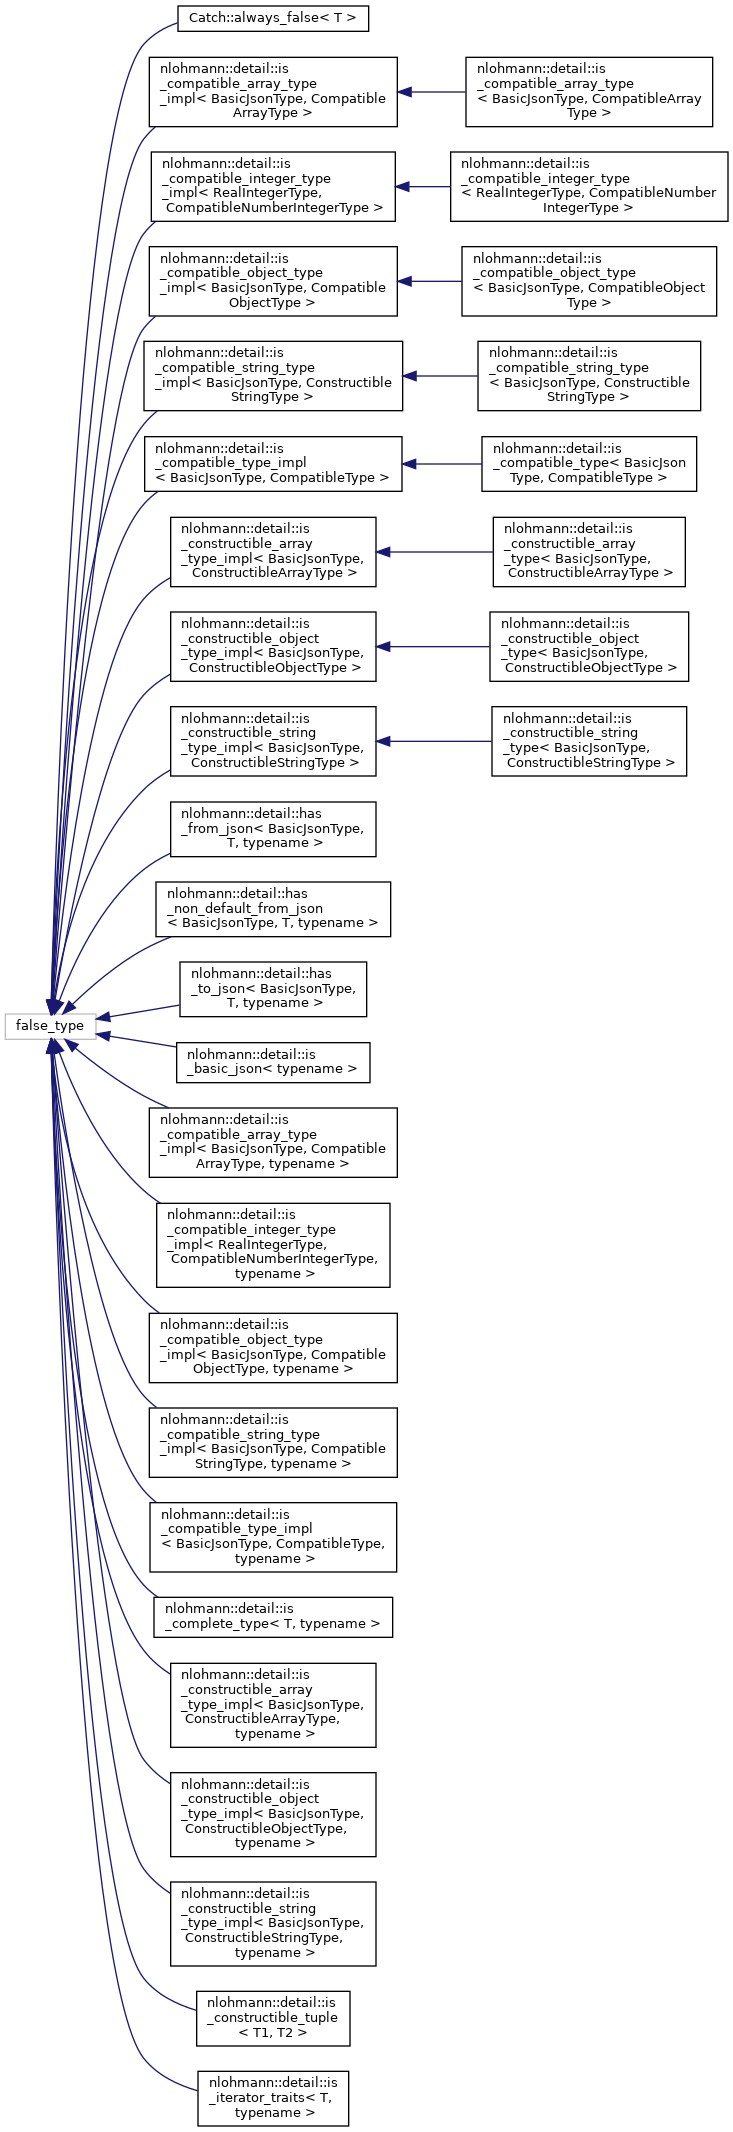 Catch::always_false< T >
nlohmann::detail::is
_compatible_array_type
_impl< BasicJsonType, Compatible
ArrayType >
nlohmann::detail::is
_compatible_array_type
< BasicJsonType, CompatibleArray
Type >
nlohmann::detail::is
_compatible_integer_type
_impl< RealIntegerType,
CompatibleNumberIntegerType >
nlohmann::detail::is
_compatible_integer_type
< RealIntegerType, CompatibleNumber
IntegerType >
nlohmann::detail::is
_compatible_object_type
_impl< BasicJsonType, Compatible
ObjectType >
nlohmann::detail::is
_compatible_object_type
< BasicJsonType, CompatibleObject
Type >
nlohmann::detail::is
_compatible_string_type
_impl< BasicJsonType, Constructible
StringType >
nlohmann::detail::is
_compatible_string_type
< BasicJsonType, Constructible
StringType >
nlohmann::detail::is
_compatible_type_impl
< BasicJsonType, CompatibleType >
nlohmann::detail::is
_compatible_type< BasicJson
Type, CompatibleType >
nlohmann::detail::is
_constructible_array
_type_impl< BasicJsonType,
ConstructibleArrayType >
nlohmann::detail::is
_constructible_array
_type< BasicJsonType,
ConstructibleArrayType >
nlohmann::detail::is
_constructible_object
_type_impl< BasicJsonType,
ConstructibleObjectType >
nlohmann::detail::is
_constructible_object
_type< BasicJsonType,
ConstructibleObjectType >
nlohmann::detail::is
_constructible_string
_type_impl< BasicJsonType,
ConstructibleStringType >
nlohmann::detail::is
_constructible_string
_type< BasicJsonType,
ConstructibleStringType >
nlohmann::detail::has
_from_json< BasicJsonType,
T, typename >
nlohmann::detail::has
_non_default_from_json
< BasicJsonType, T, typename >
nlohmann::detail::has
_to_json< BasicJsonType,
T, typename >
false_type
nlohmann::detail::is
_basic_json< typename >
nlohmann::detail::is
_compatible_array_type
_impl< BasicJsonType, Compatible
ArrayType, typename >
nlohmann::detail::is
_compatible_integer_type
_impl< RealIntegerType,
CompatibleNumberIntegerType,
typename >
nlohmann::detail::is
_compatible_object_type
_impl< BasicJsonType, Compatible
ObjectType, typename >
nlohmann::detail::is
_compatible_string_type
_impl< BasicJsonType, Compatible
StringType, typename >
nlohmann::detail::is
_compatible_type_impl
< BasicJsonType, CompatibleType,
typename >
nlohmann::detail::is
_complete_type< T, typename >
nlohmann::detail::is
_constructible_array
_type_impl< BasicJsonType,
ConstructibleArrayType,
typename >
nlohmann::detail::is
_constructible_object
_type_impl< BasicJsonType,
ConstructibleObjectType,
typename >
nlohmann::detail::is
_constructible_string
_type_impl< BasicJsonType,
ConstructibleStringType,
typename >
nlohmann::detail::is
_constructible_tuple
< T1, T2 >
nlohmann::detail::is
_iterator_traits< T,
typename >